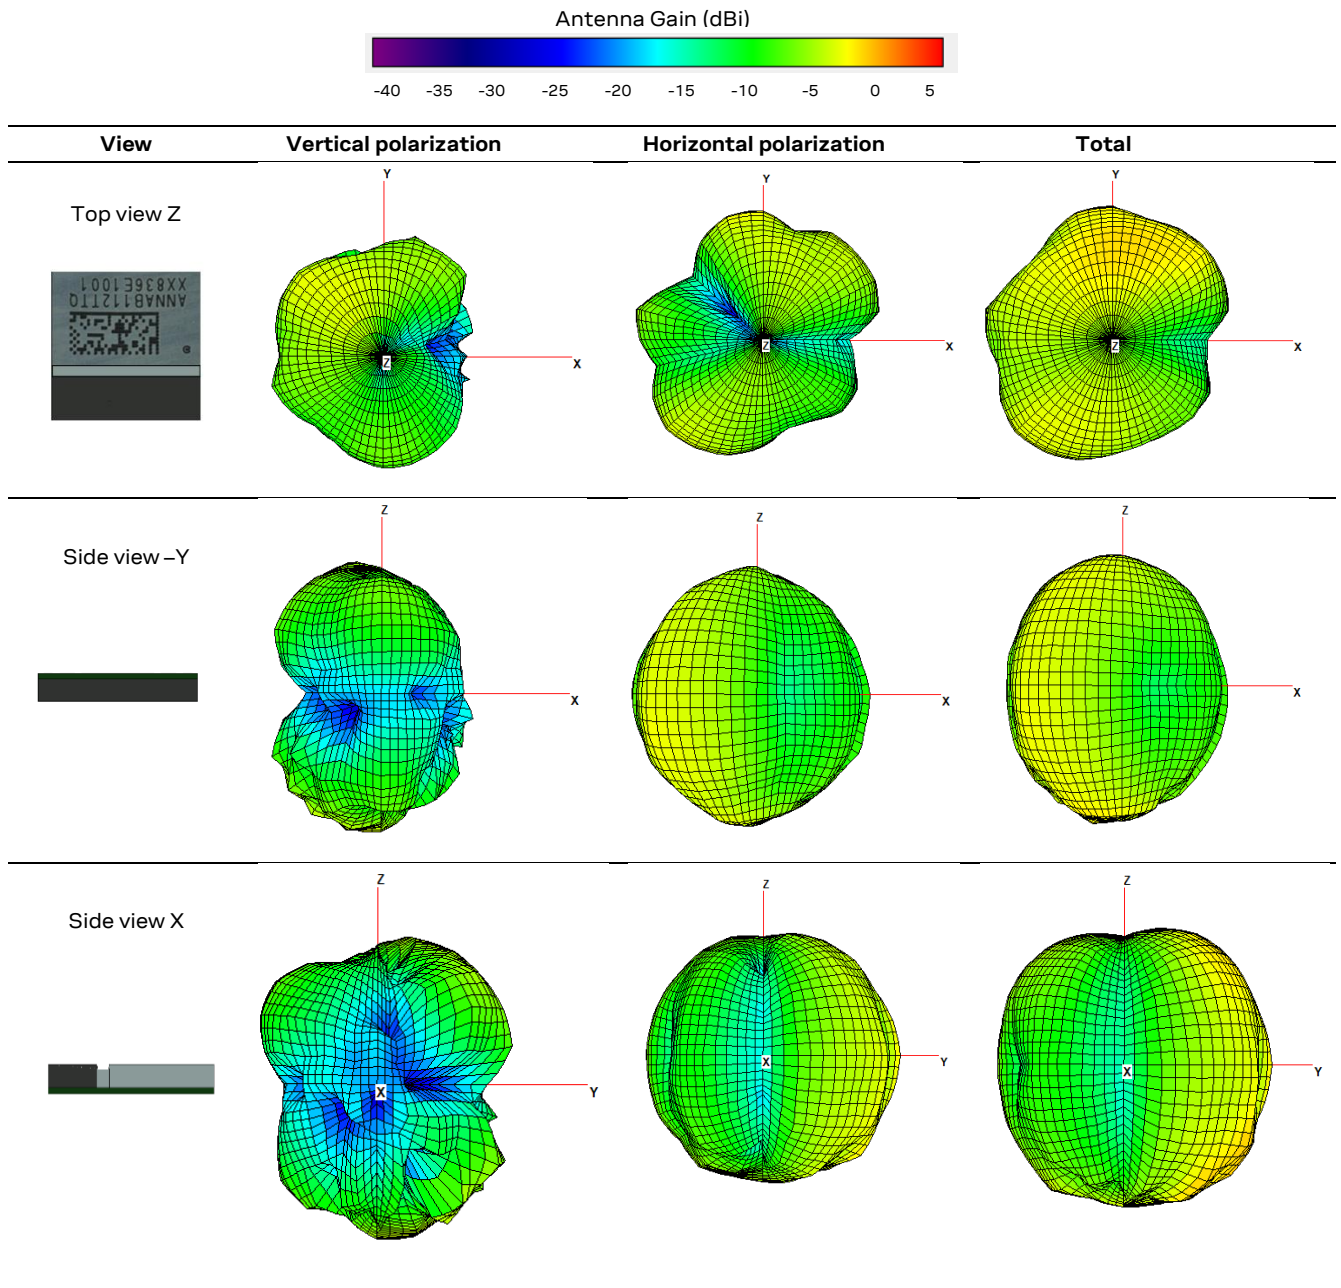 Antenna Gain (dBi)
-40 -35 -30 -25 -20 -15 -10 -5 0 5
View Vertical polarization Horizontal polarization Total
Top view Z
ANNAB112TQ
XX836E1001
Y
X
Z
Y
X
Z
Y
X
Z
Side view –Y
Z
X
Z
X
Z
X
Side view X
Z
Y
X
Z
Y
X
Z
Y
X